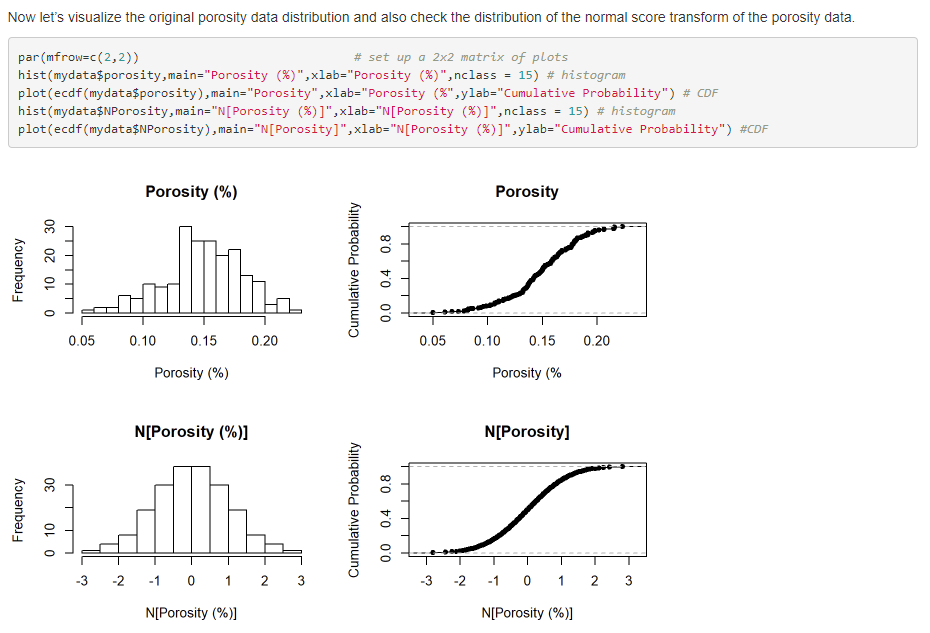 Now let's visualize the original porosity data distribution and also check the distribution of the normal score transform of the porosity data.
par(mfrow=c(2,2)) # set up a 2x2 matrix of plots
hist(mydata$porosity,main="Porosity (%)",xlab="Porosity (%)",nclass = 15) # histogram
plot(ecdf(mydata$porosity),main="Porosity",xlab="Porosity (%",ylab="Cumulative Probability") # CDF
hist(mydata$NPorosity,main="N[Porosity (%)]",xlab="N[Porosity (%)]",nclass = 15) # histogram
plot(ecdf(mydata$NPorosity),main="N[Porosity]",xlab="N[Porosity (%)]",ylab="Cumulative Probability") #CDF
Porosity (%)
Frequency
30
20
10
0
0.05 0.10 0.15 0.20
Porosity (%)
Porosity
Cumulative Probability
0.8
0.4
0.0
0.05 0.10 0.15 0.20
Porosity (%
N[Porosity (%)]
Frequency
30
10
0
-3 -2 -1 0 1 2 3
N[Porosity (%)]
N[Porosity]
Cumulative Probability
0.8
0.4
0.0
-3 -2 -1 0 1 2 3
N[Porosity (%)]